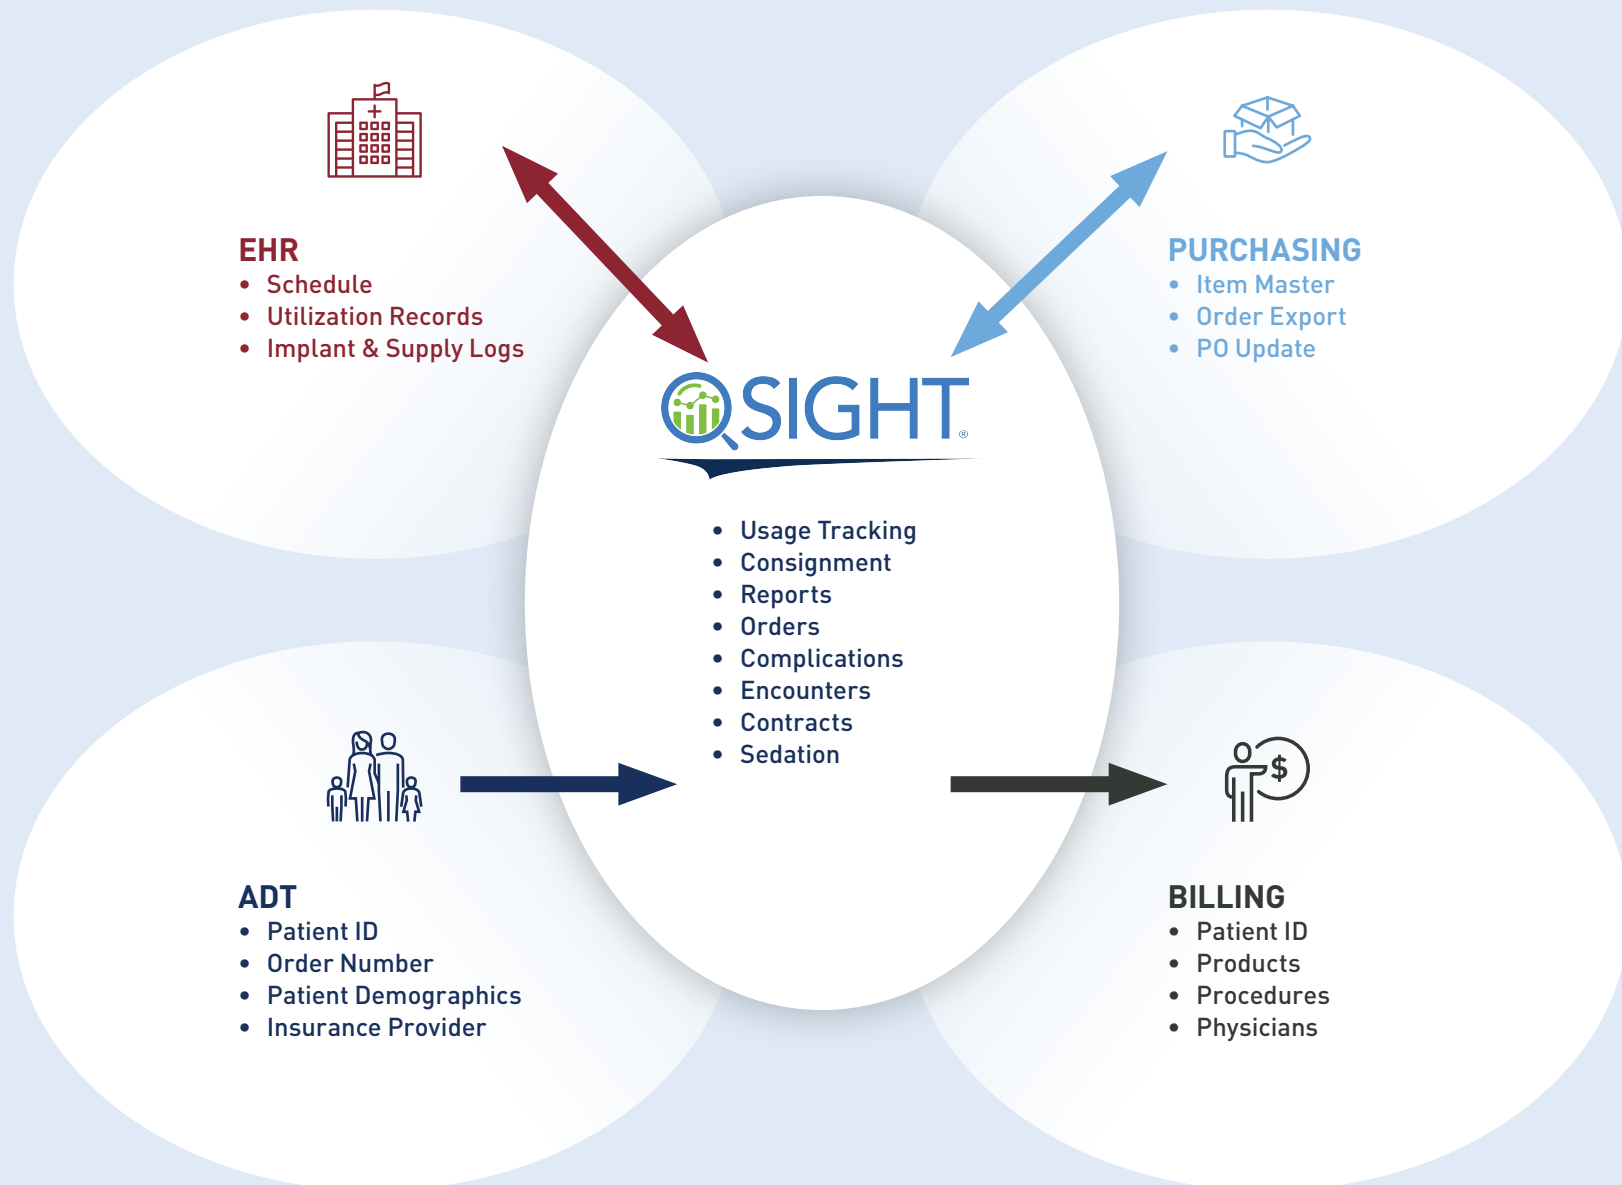 EHR
• Schedule
• Utilization Records
• Implant & Supply Logs
PURCHASING
• Item Master
• Order Export
• PO Update
QSIGHT®
• Usage Tracking
• Consignment
• Reports
• Orders
• Complications
• Encounters
• Contracts
• Sedation
ADT
• Patient ID
• Order Number
• Patient Demographics
• Insurance Provider
$
BILLING
• Patient ID
• Products
• Procedures
• Physicians